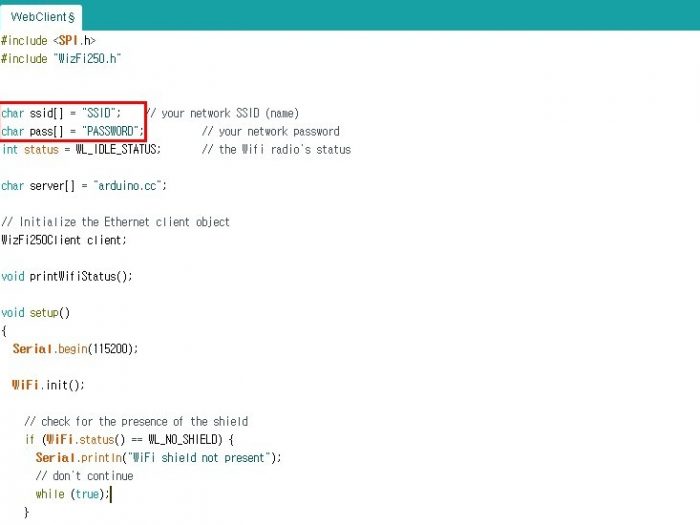 WebClient§
#include <SPI.h>
#include "WizFi250.h"
char ssid[] = "SSID"; // your network SSID (name)
char pass[] = "PASSWORD"; // your network password
int status = WL_IDLE_STATUS; // the Wifi radio's status
char server[] = "arduino.cc";
// Initialize the Ethernet client object
WizFi250Client client;
void printWifiStatus();
void setup()
{
Serial.begin(115200);
WiFi.init();
// check for the presence of the shield
if (WiFi.status() == WL_NO_SHIELD) {
Serial.println("WiFi shield not present");
// don't continue
while (true);
}